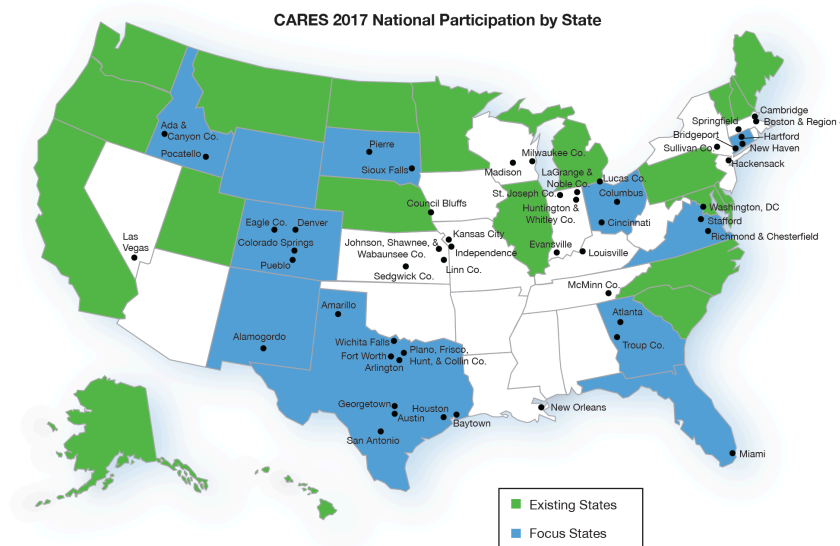 CARES 2017 National Participation by State
Ada &
Canyon Co.
Pocatello
Pierre
Sioux Falls
Council Bluffs
Eagle Co.
Denver
Colorado Springs
Pueblo
Las
Vegas
Johnson, Shawnee, &
Wabaunsee Co.
Sedgwick Co.
Kansas City
Independence
Linn Co.
Milwaukee Co.
Madison
LaGrange &
Noble Co.
St. Joseph Co.
Huntington &
Whitley Co.
Lucas Co.
Columbus
Cincinnati
Evansville
Louisville
McMinn Co.
Springfield
Bridgeport
Sullivan Co.
Cambridge
Boston & Region
Hartford
New Haven
Hackensack
Washington, DC
Stafford
Richmond & Chesterfield
Amarillo
Alamogordo
Wichita Falls
Fort Worth
Arlington
Plano, Frisco,
Hunt, & Collin Co.
Georgetown
Austin
San Antonio
Houston
Baytown
New Orleans
Atlanta
Troup Co.
Miami
Existing States
Focus States